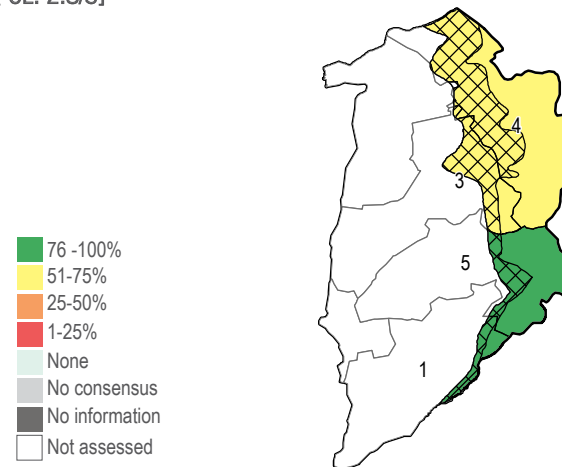 76 -100%
51-75%
25-50%
1-25%
None
No consensus
No information
Not assessed
4
3
5
1